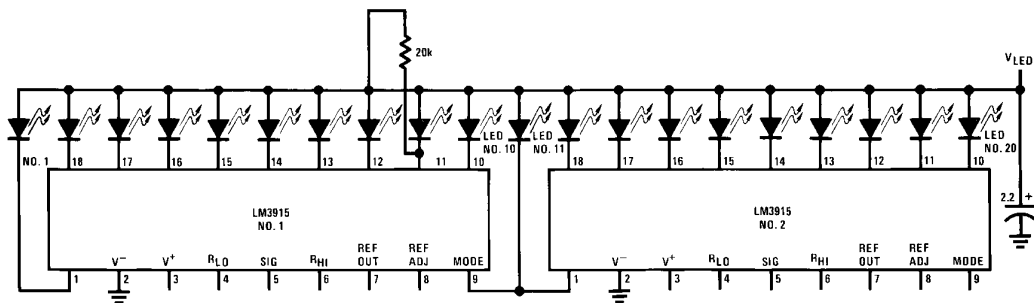 20k
V LED
NO. 1
LED NO. 10
LED NO. 11
LED NO. 20
18 17 16 15 14 13 12 11 10
18 17 16 15 14 13 12 11 10
2.2 +
LM3915
NO. 1
LM3915
NO. 2
V− V+ RLO SIG RHI REF OUT REF ADJ MODE
V− V+ RLO SIG RHI REF OUT REF ADJ MODE
1 2 3 4 5 6 7 8 9
1 2 3 4 5 6 7 8 9